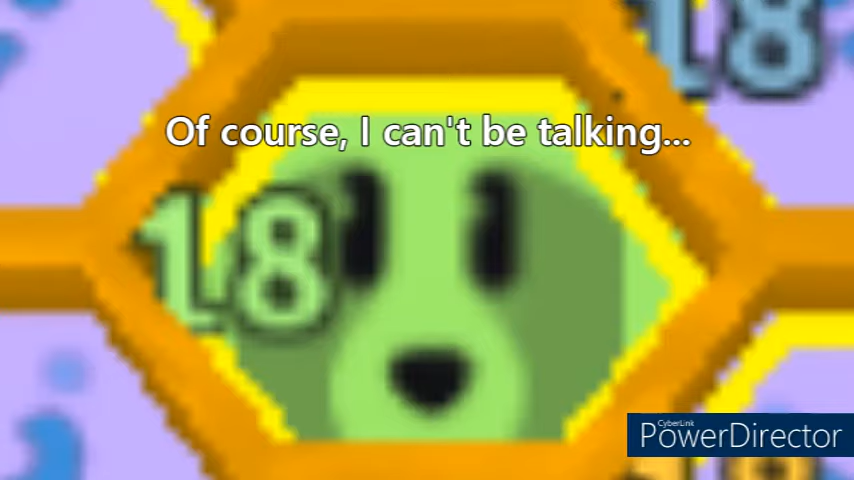 18
Of course, I can't be talking...
18
CyberLink
PowerDirector